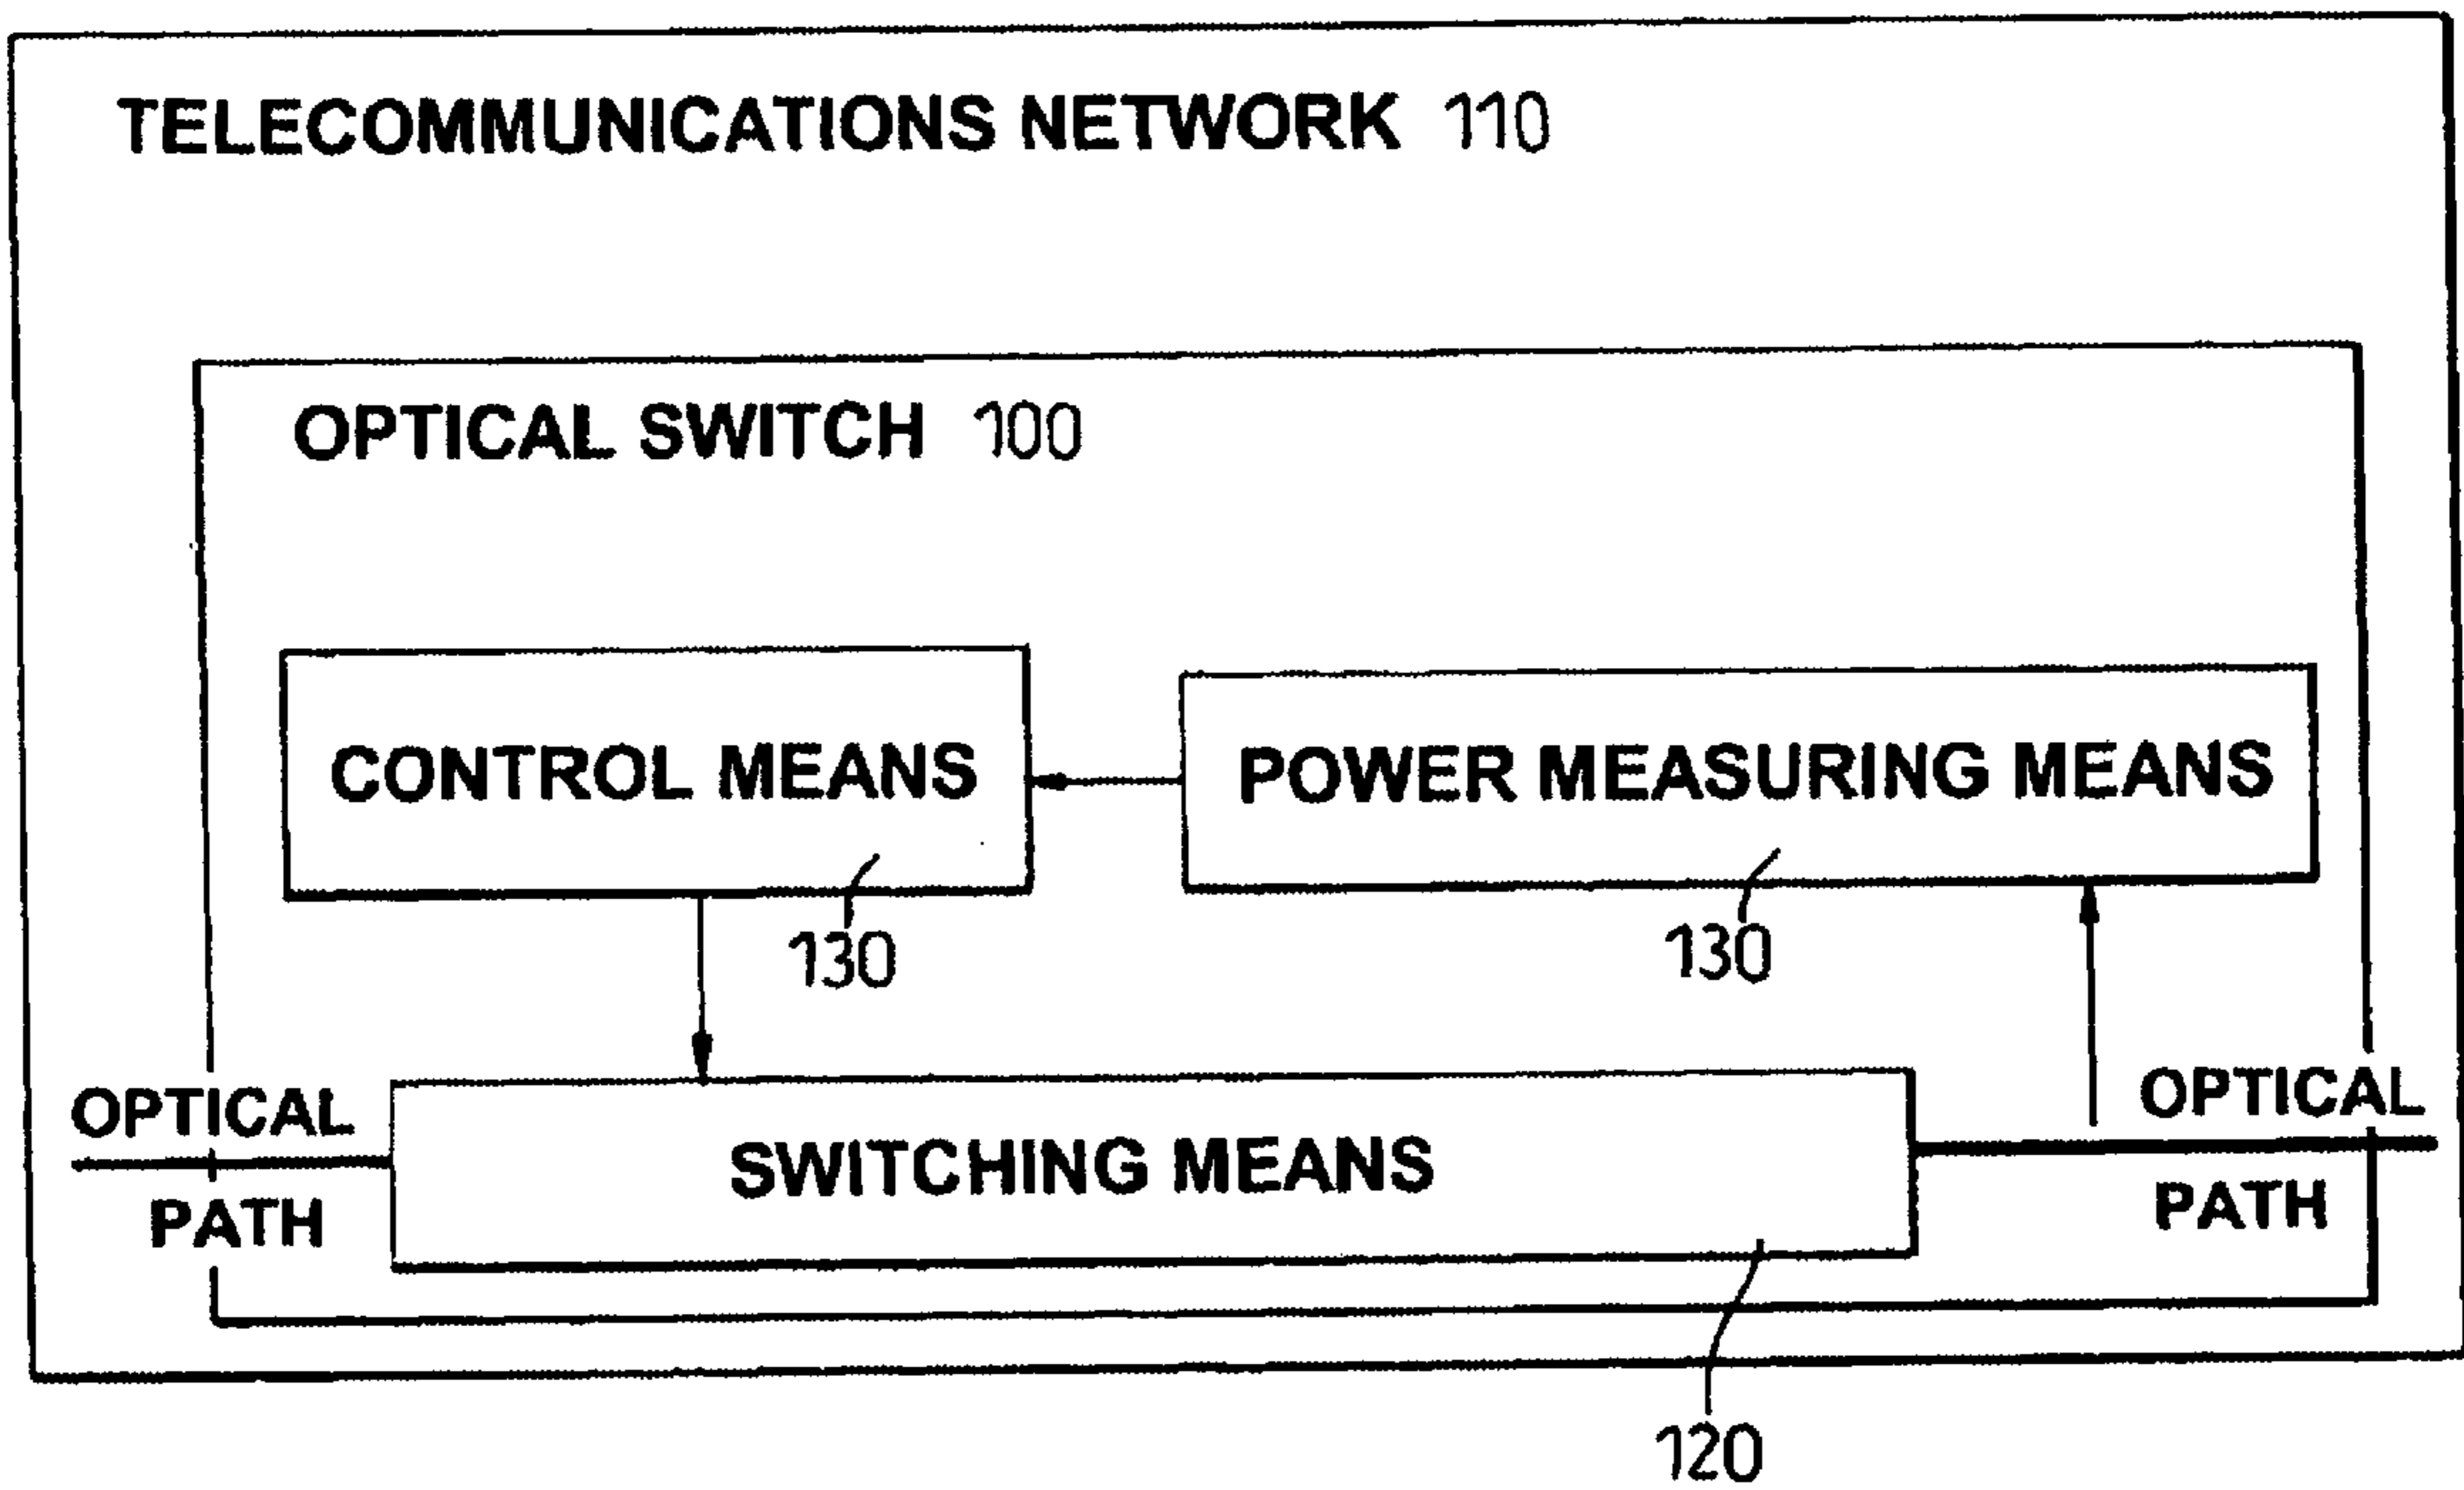 TELECOMMUNICATIONS NETWORK 110
OPTICAL SWITCH 100
CONTROL MEANS
POWER MEASURING MEANS
130
130
OPTICAL
PATH
SWITCHING MEANS
OPTICAL
PATH
120